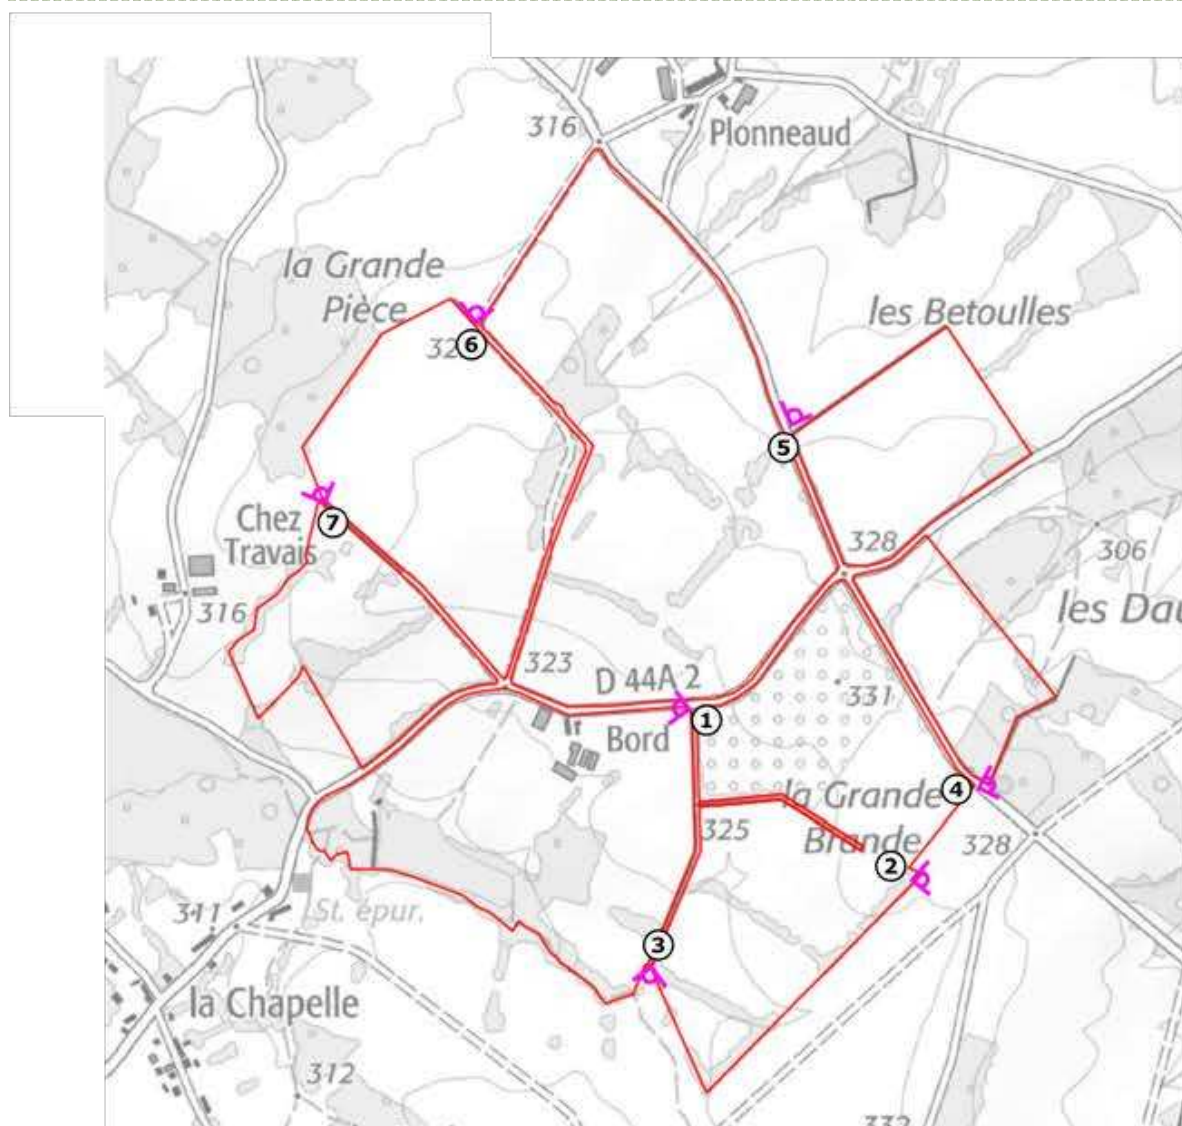 316
Plonneaud
la Grande
Pièce
les Betoulles
6
5
7
Chez
Travais
328
306
316
les Dau
323
D 44A 2
331
1
Bord
la Grande
4
325
Brande
328
2
311
St. épur.
3
la Chapelle
312
332